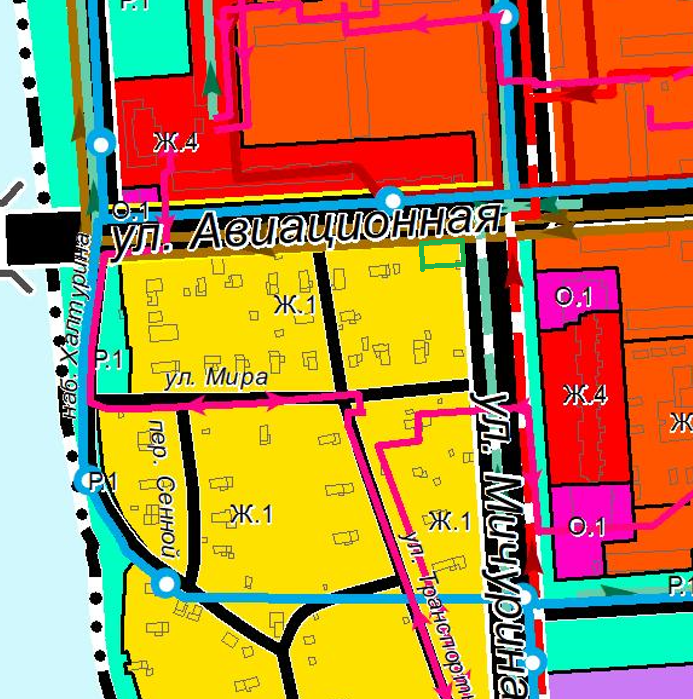 Р.1
Ж.4
О.1
ул. Авиационная
наб. Халтурина
О.1
Ж.1
Р.1
ул. Мира
Ж.4
Ж
пер. Сенной
Р.1
Ж.1
Ж.1
О.1
ул. Мичурина
ул. Транспортн
Р.1